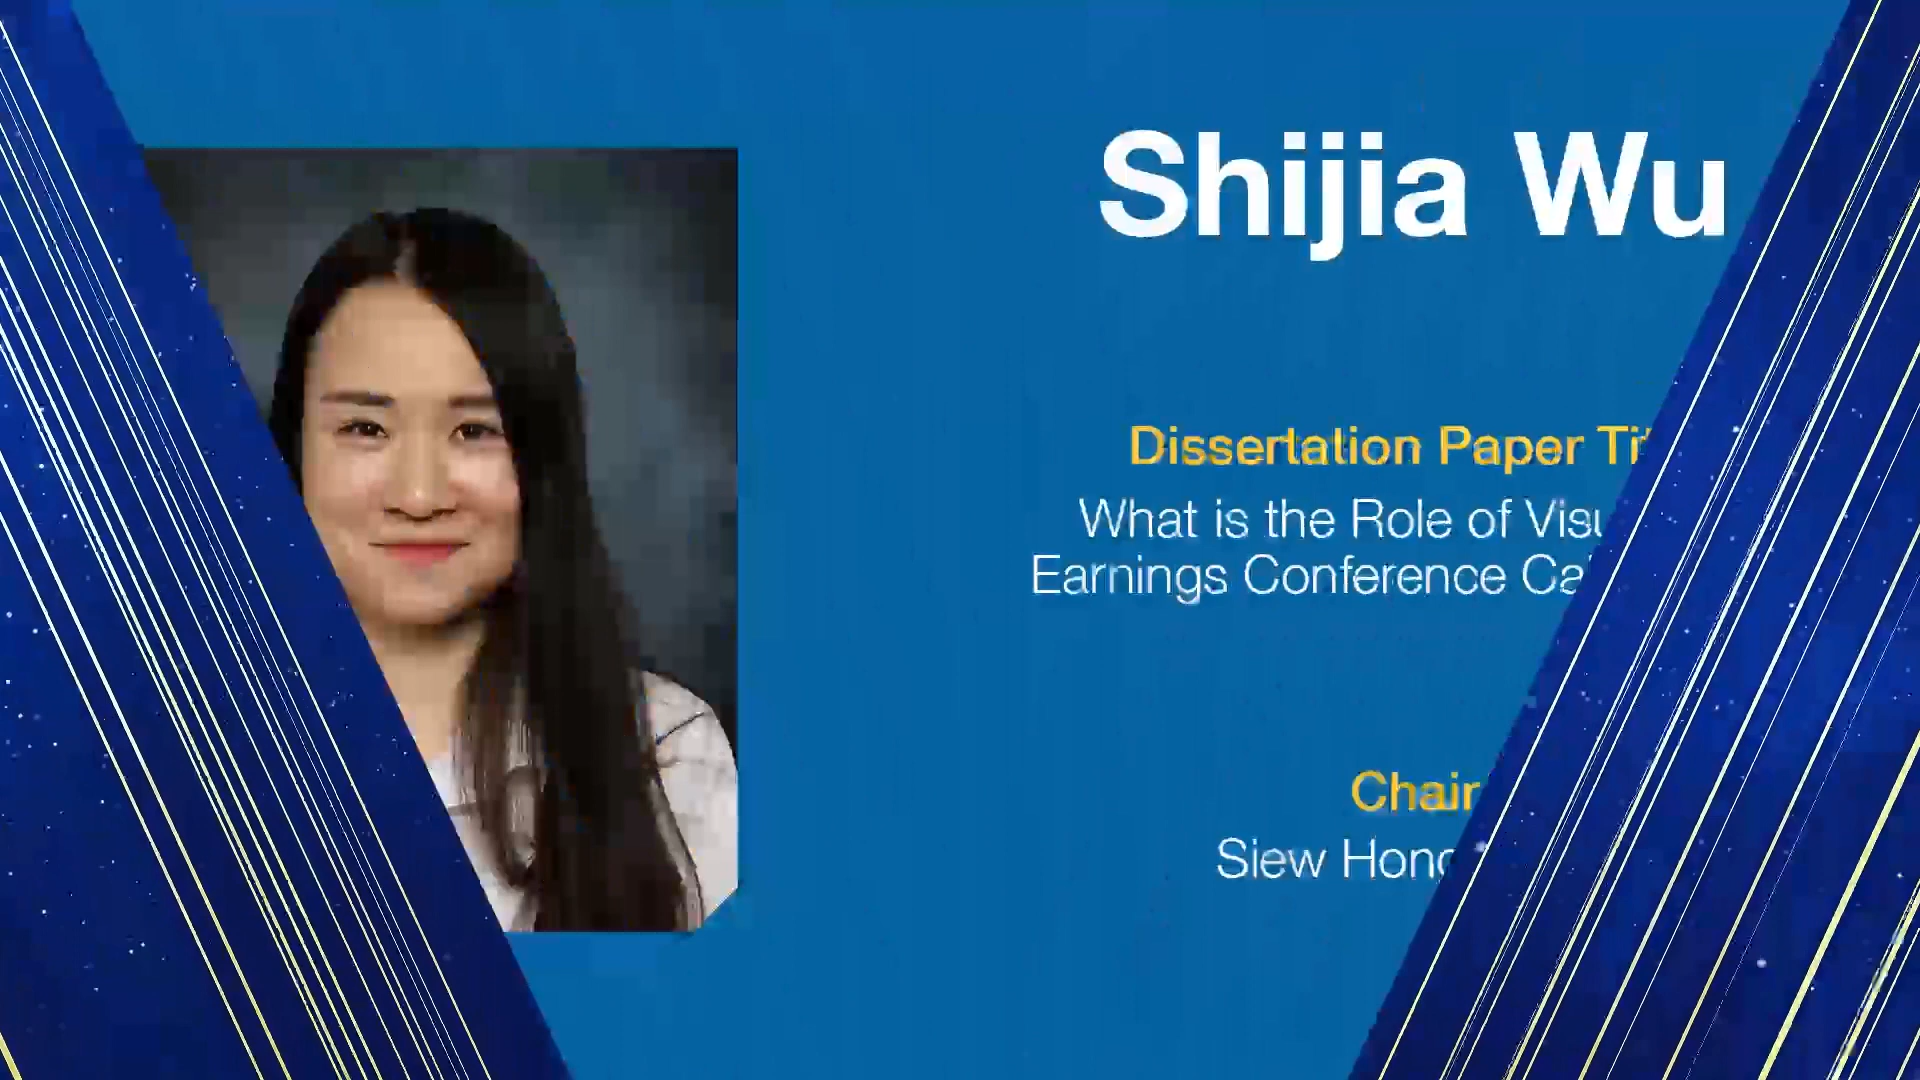 Shijia Wu
Dissertation Paper
What is the Role of
Earnings Conference
Chair
Siew